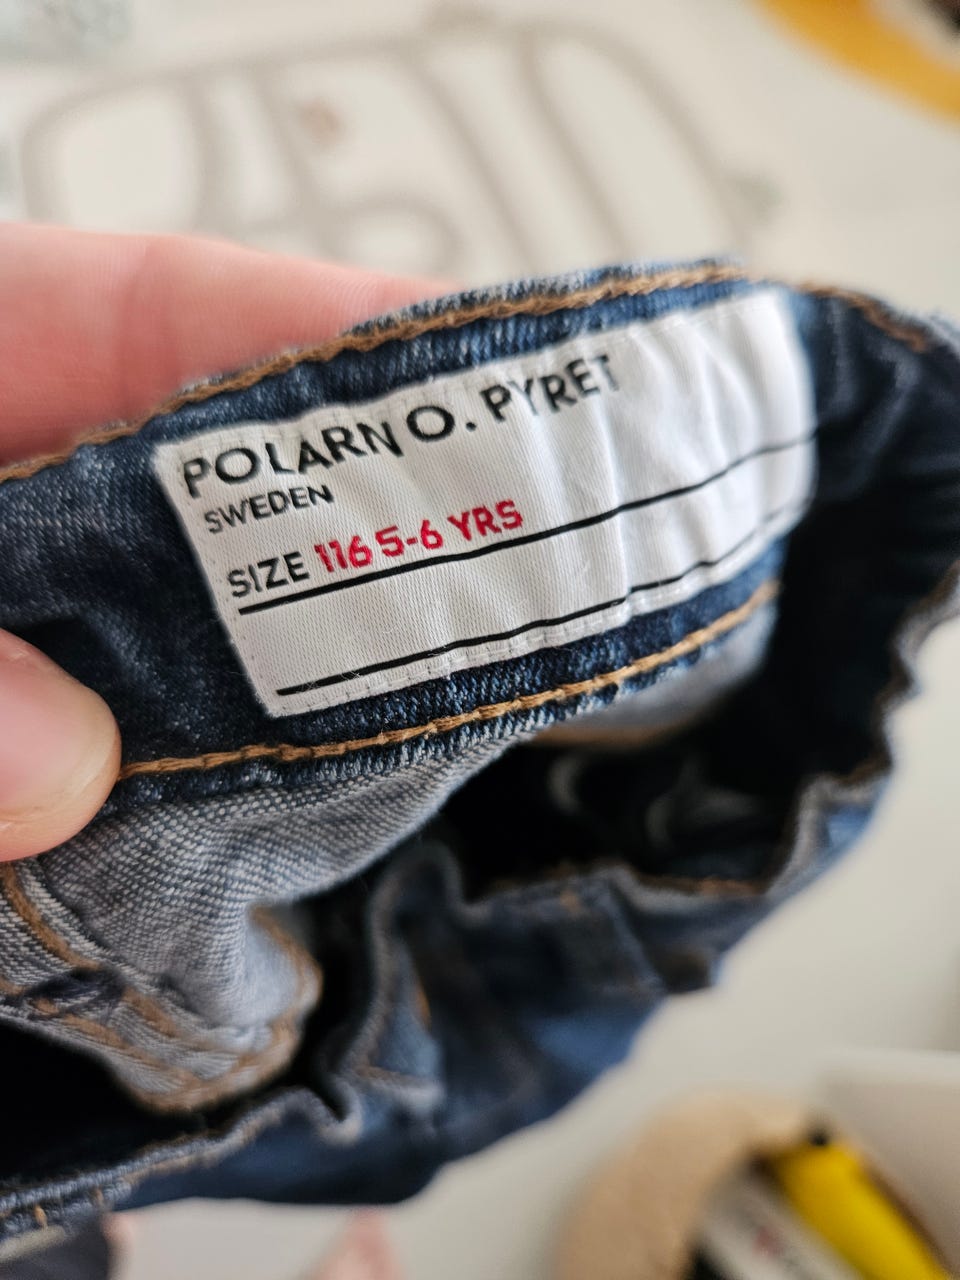 POLARN O. PYRET
SWEDEN
SIZE 116 5-6 YRS